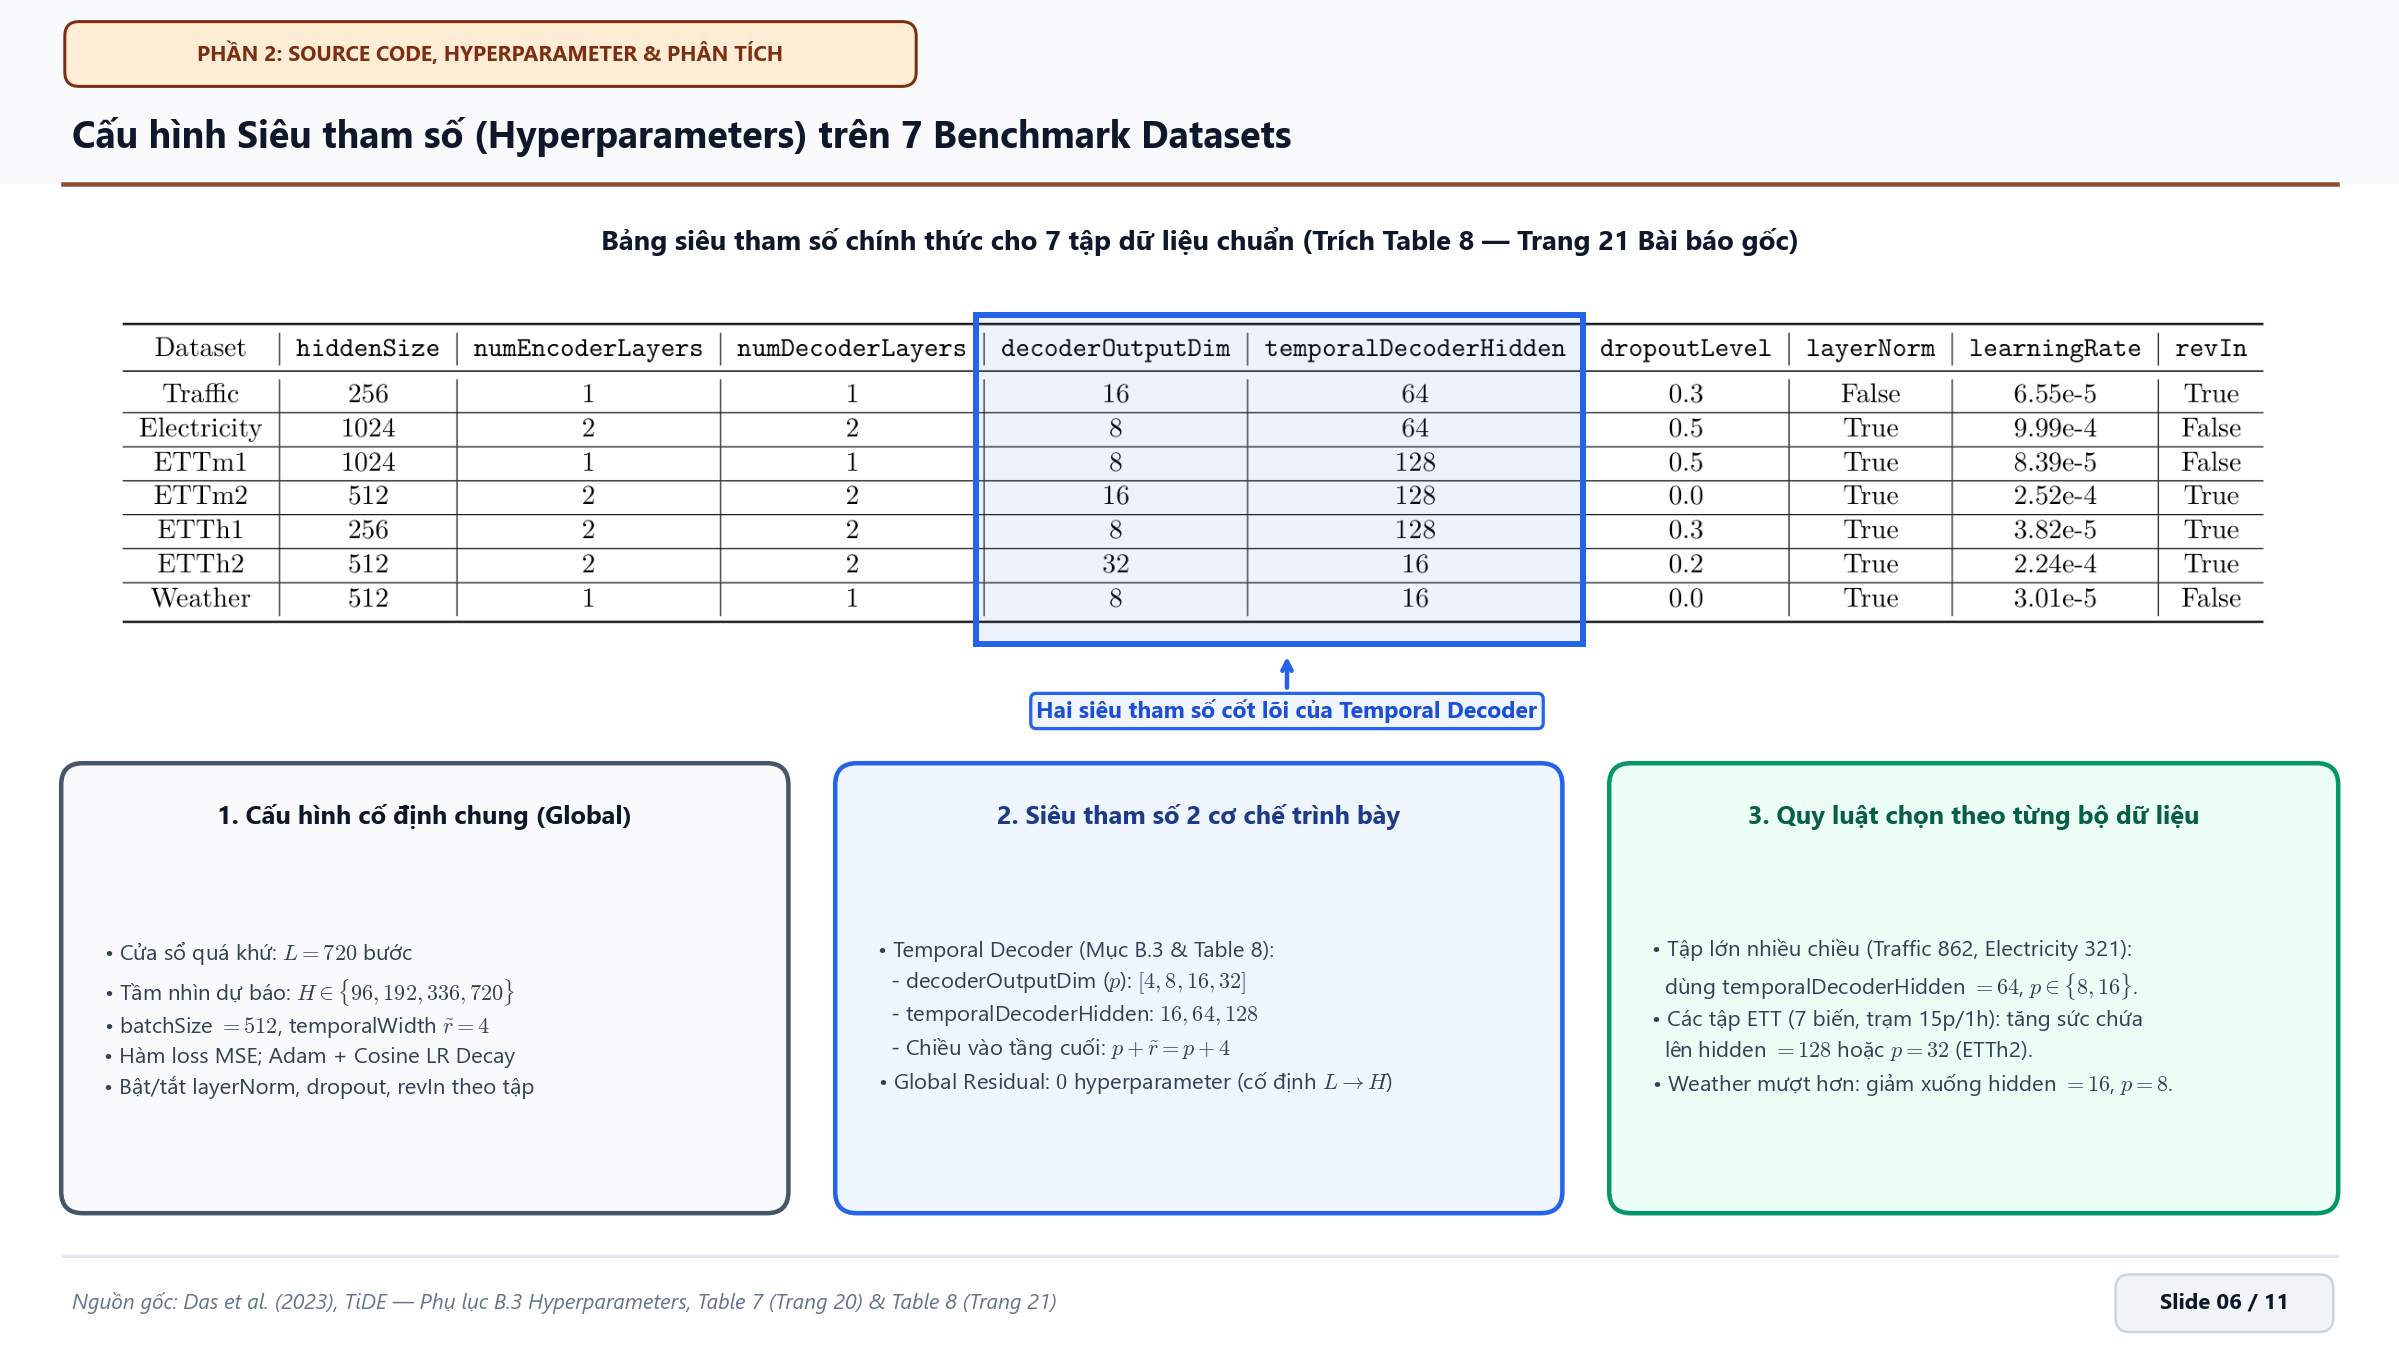 PHẦN 2: SOURCE CODE, HYPERPARAMETER & PHÂN TÍCH
Cấu hình Siêu tham số (Hyperparameters) trên 7 Benchmark Datasets
Bảng siêu tham số chính thức cho 7 tập dữ liệu chuẩn (Trích Table 8 — Trang 21 Bài báo gốc)
Dataset hiddenSize numEncoderLayers numDecoderLayers decoderOutputDim temporalDecoderHidden dropoutLevel layerNorm learningRate revIn
Traffic 256 1 1 16 64 0.3 False 6.55e-5 True
Electricity 1024 2 2 8 64 0.5 True 9.99e-4 False
ETTm1 1024 1 1 8 128 0.5 True 8.39e-5 False
ETTm2 512 2 2 16 128 0.0 True 2.52e-4 True
ETTh1 256 2 2 8 128 0.3 True 3.82e-5 True
ETTh2 512 2 2 32 16 0.2 True 2.24e-4 True
Weather 512 1 1 8 16 0.0 True 3.01e-5 False
Hai siêu tham số cốt lõi của Temporal Decoder
1. Cấu hình cố định chung (Global)
• Cửa sổ quá khứ: L = 720 bước
• Tầm nhìn dự báo: H ∈ {96, 192, 336, 720}
• batchSize = 512, temporalWidth r̃ = 4
• Hàm loss MSE; Adam + Cosine LR Decay
• Bật/tắt layerNorm, dropout, revIn theo tập
2. Siêu tham số 2 cơ chế trình bày
• Temporal Decoder (Mục B.3 & Table 8):
- decoderOutputDim (p): [4, 8, 16, 32]
- temporalDecoderHidden: 16, 64, 128
- Chiều vào tầng cuối: p + r̃ = p + 4
• Global Residual: 0 hyperparameter (cố định L → H)
3. Quy luật chọn theo từng bộ dữ liệu
• Tập lớn nhiều chiều (Traffic 862, Electricity 321):
dùng temporalDecoderHidden = 64, p ∈ {8, 16}.
• Các tập ETT (7 biến, trạm 15p/1h): tăng sức chứa
lên hidden = 128 hoặc p = 32 (ETTh2).
• Weather mượt hơn: giảm xuống hidden = 16, p = 8.
Nguồn gốc: Das et al. (2023), TiDE — Phụ lục B.3 Hyperparameters, Table 7 (Trang 20) & Table 8 (Trang 21)
Slide 06 / 11